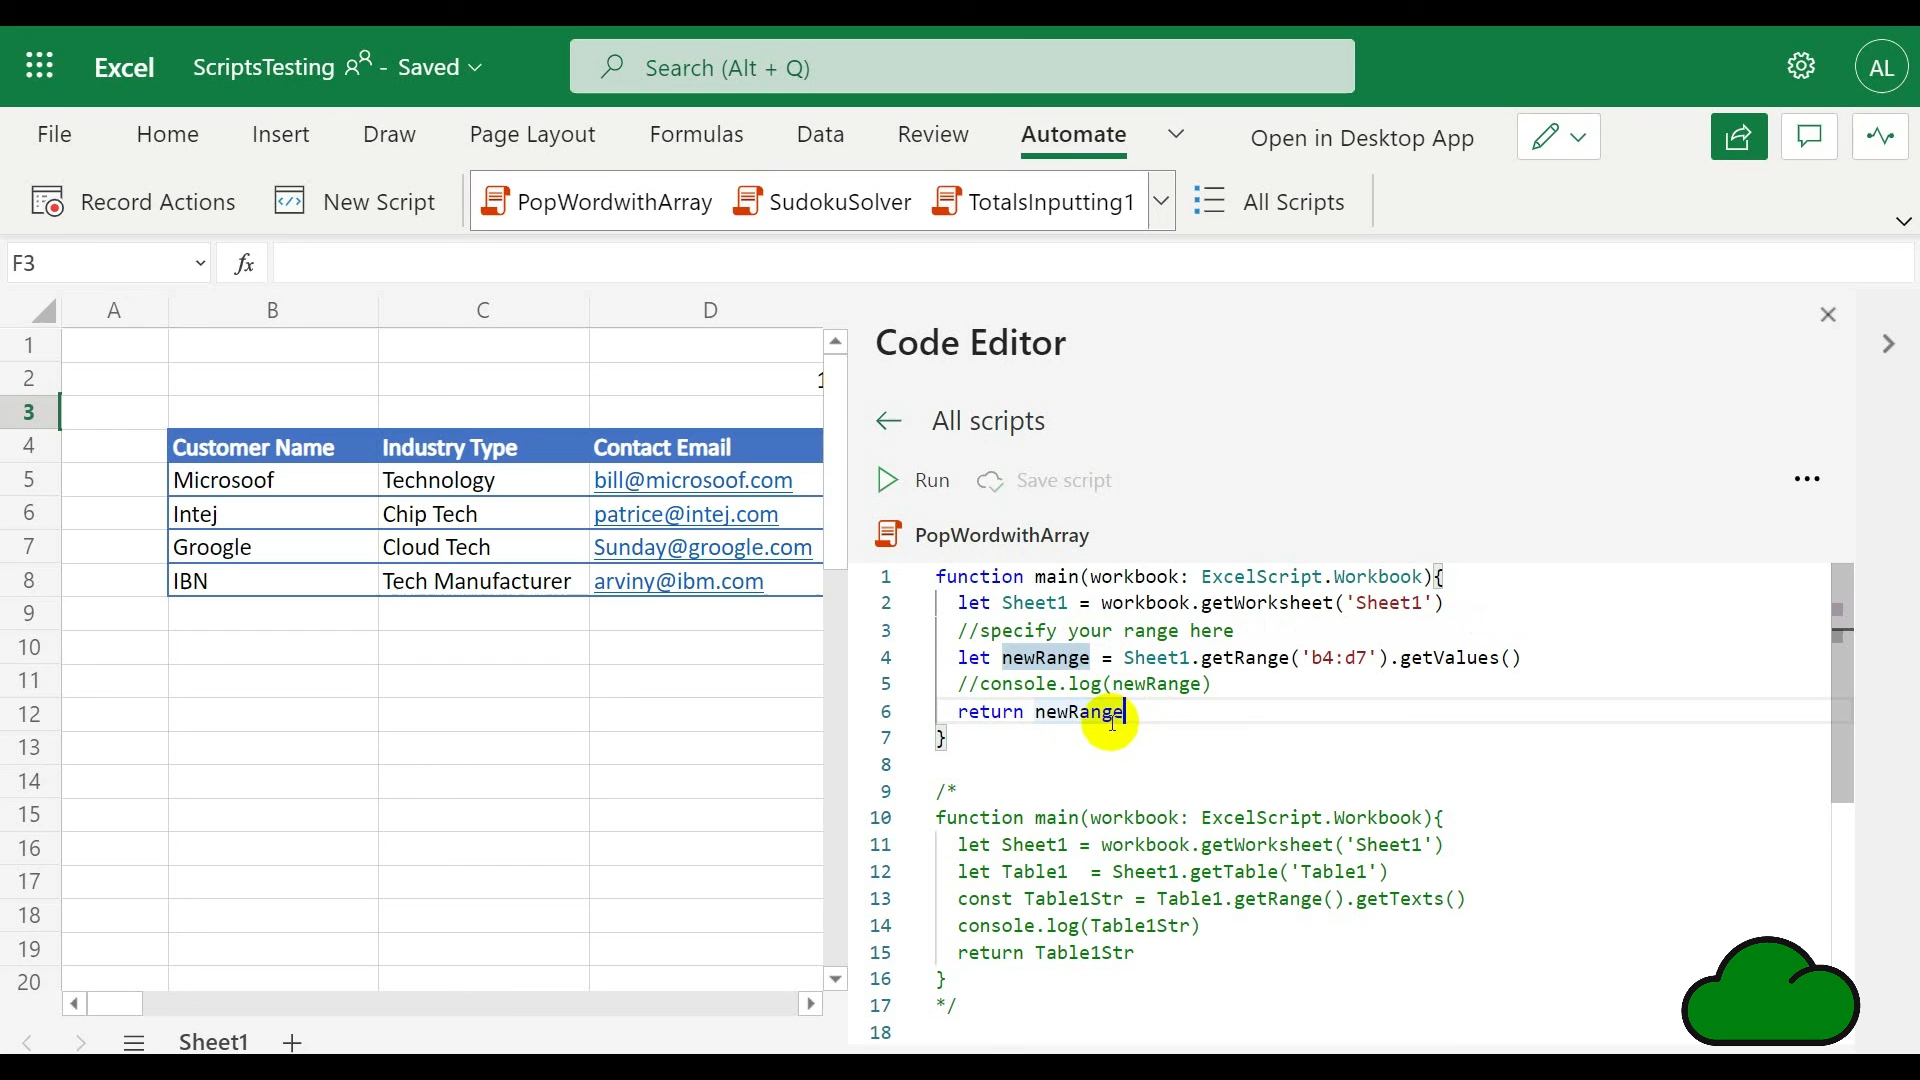 Excel ScriptsTesting - Saved Search (Alt + Q) AL
File Home Insert Draw Page Layout Formulas Data Review Automate Open in Desktop App
Record Actions New Script PopWordwithArray SudokuSolver TotalsInputting1 All Scripts
F3 fx
A B C D
1
2 1
3
4 Customer Name Industry Type Contact Email
5 Microsoof Technology bill@microsoof.com
6 Intej Chip Tech patrice@intej.com
7 Groogle Cloud Tech Sunday@groogle.com
8 IBN Tech Manufacturer arviny@ibm.com
9
10
11
12
13
14
15
16
17
18
19
20
Sheet1
Code Editor
All scripts
Run Save script
PopWordwithArray
1 function main(workbook: ExcelScript.Workbook){
2 let Sheet1 = workbook.getWorksheet('Sheet1')
3 //specify your range here
4 let newRange = Sheet1.getRange('b4:d7').getValues()
5 //console.log(newRange)
6 return newRange
7 }
8
9 /*
10 function main(workbook: ExcelScript.Workbook){
11 let Sheet1 = workbook.getWorksheet('Sheet1')
12 let Table1  = Sheet1.getTable('Table1')
13 const Table1Str = Table1.getRange().getTexts()
14 console.log(Table1Str)
15 return Table1Str
16 }
17 */
18